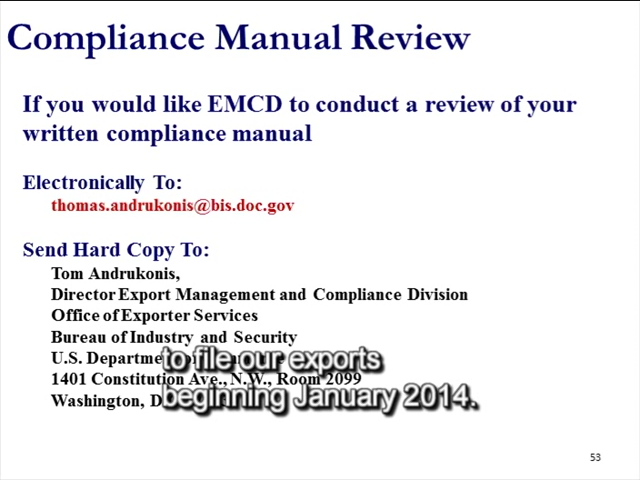 Compliance Manual Review
If you would like EMCD to conduct a review of your
written compliance manual
Electronically To:
thomas.andrukonis@bis.doc.gov
Send Hard Copy To:
Tom Andrukonis,
Director Export Management and Compliance Division
Office of Exporter Services
Bureau of Industry and Security
U.S.
1401 Constitution Ave., N.W., Room 2099
Washington,
to file our exports
beginning January 2014.
53